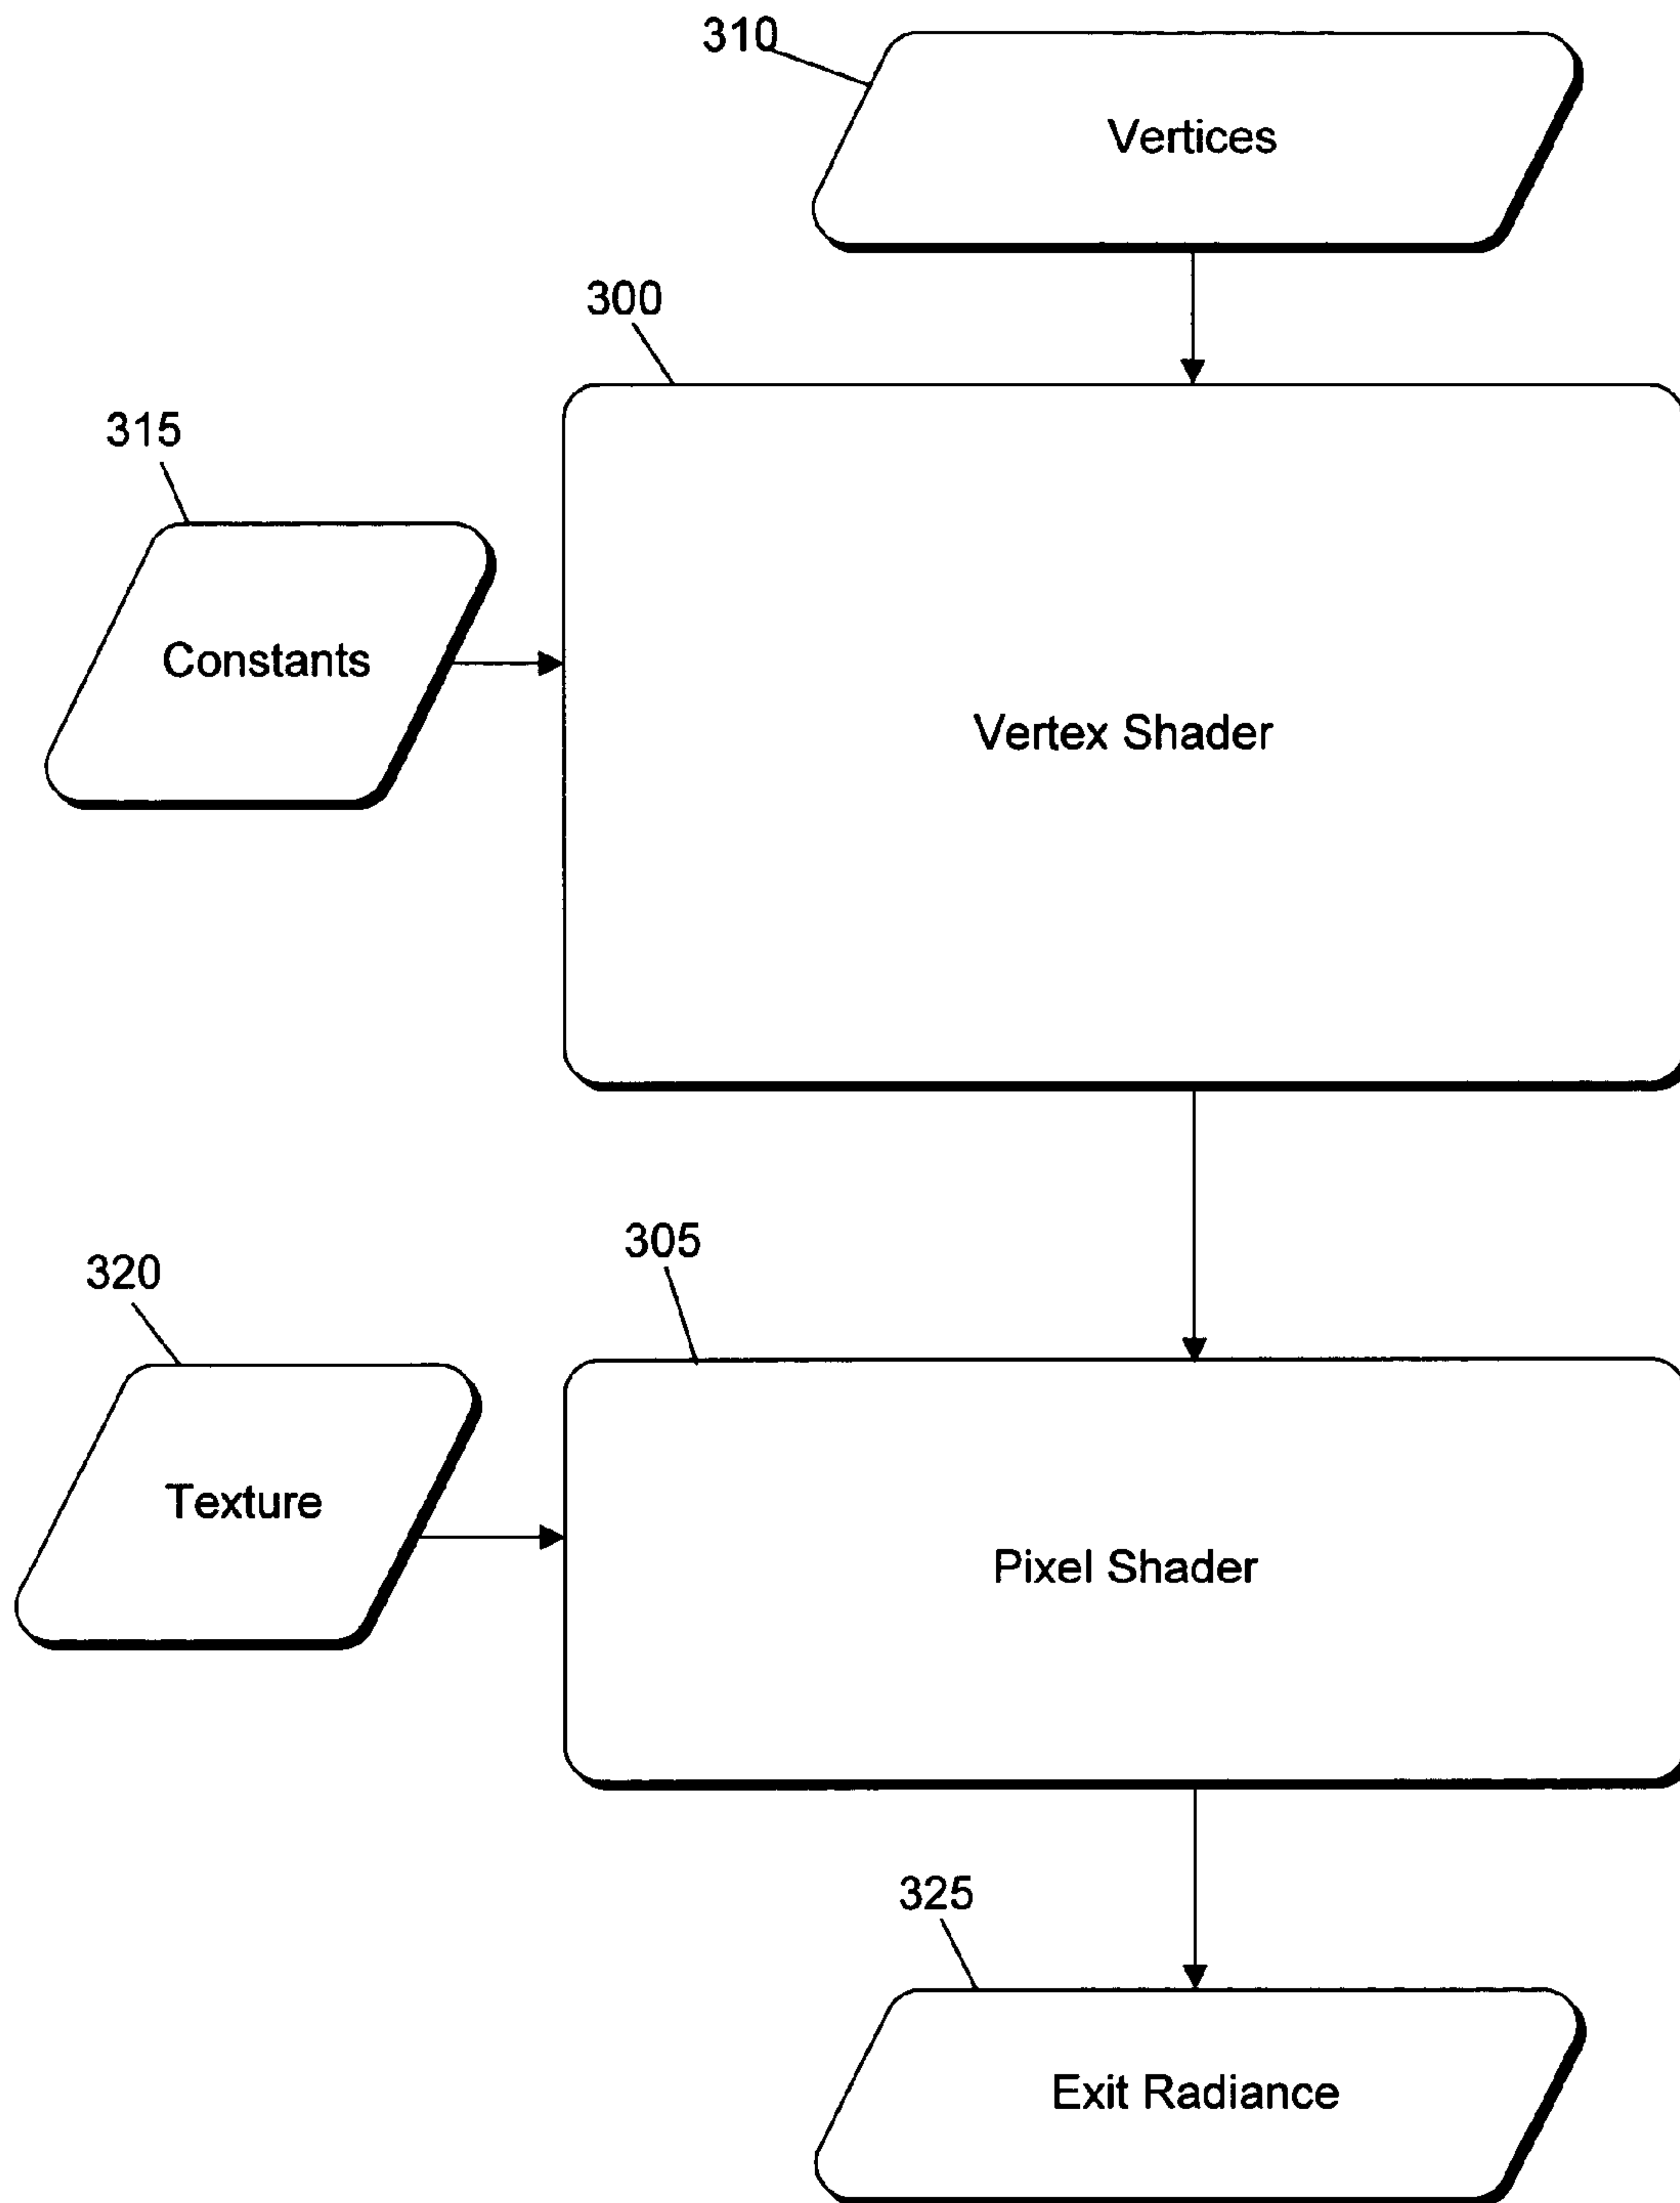 310
Vertices
300
315
Constants
Vertex Shader
305
320
Texture
Pixel Shader
325
Exit Radiance